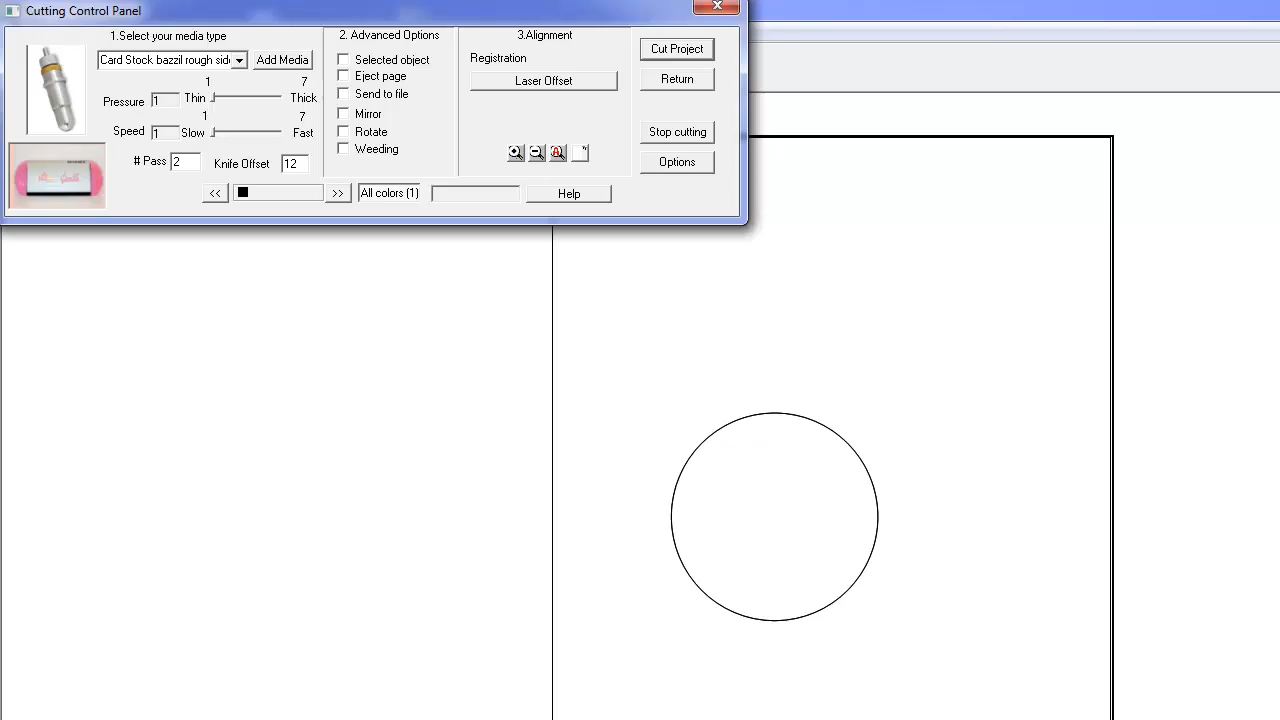 Cutting Control Panel
1.Select your media type
Card Stock bazzil rough side
Add Media
1 7
Pressure 1 Thin Thick
1 7
Speed 1 Slow Fast
# Pass 2 Knife Offset 12
<< >> All colors (1) Help
2. Advanced Options
Selected object
Eject page
Send to file
Mirror
Rotate
Weeding
3.Alignment
Registration
Laser Offset
Cut Project
Return
Stop cutting
Options